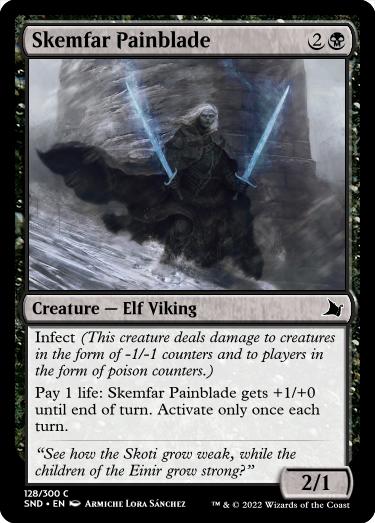 Skemfar Painblade 2
Creature — Elf Viking
Infect (This creature deals damage to creatures
in the form of -1/-1 counters and to players
in the form of poison counters.)
Pay 1 life: Skemfar Painblade gets +1/+0
until end of turn. Activate only once each
turn.
“See how the Skoti grow weak, while the
children of the Einir grow strong?”
2/1
128/300 C
SND • EN ARMICHE LORA SÁNCHEZ ™ & © 2022 Wizards of the Coast